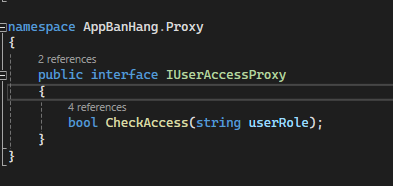 namespace AppBanHang.Proxy
{
2 references
public interface IUserAccessProxy
{
4 references
bool CheckAccess(string userRole);
}
}